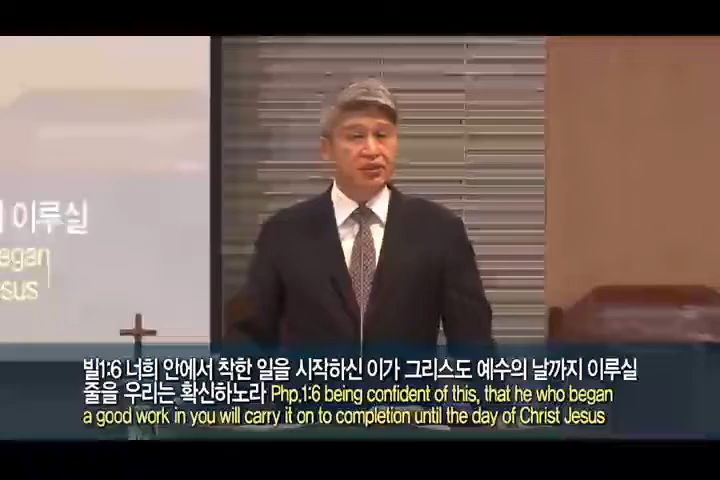 이루실
egan
sus
빌1:6 너희 안에서 착한 일을 시작하신 이가 그리스도 예수의 날까지 이루실
줄을 우리는 확신하노라 Php.1:6 being confident of this, that he who began
a good work in you will carry it on to completion until the day of Christ Jesus